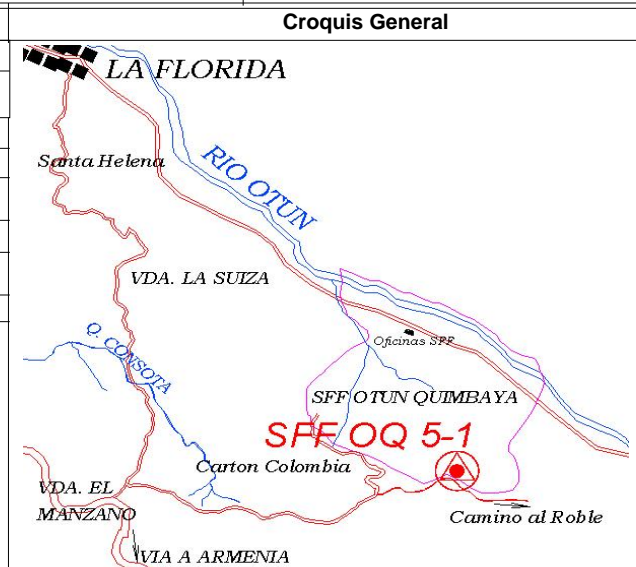 Croquis General
LA FLORIDA
Santa Helena
RIO OTUN
VDA. LA SUIZA
Q. CONSOTA
Oficinas SFF
SFF OTUN QUIMBAYA
SFF OQ 5-1
Carton Colombia
VDA. EL
MANZANO
Camino al Roble
VIA A ARMENIA